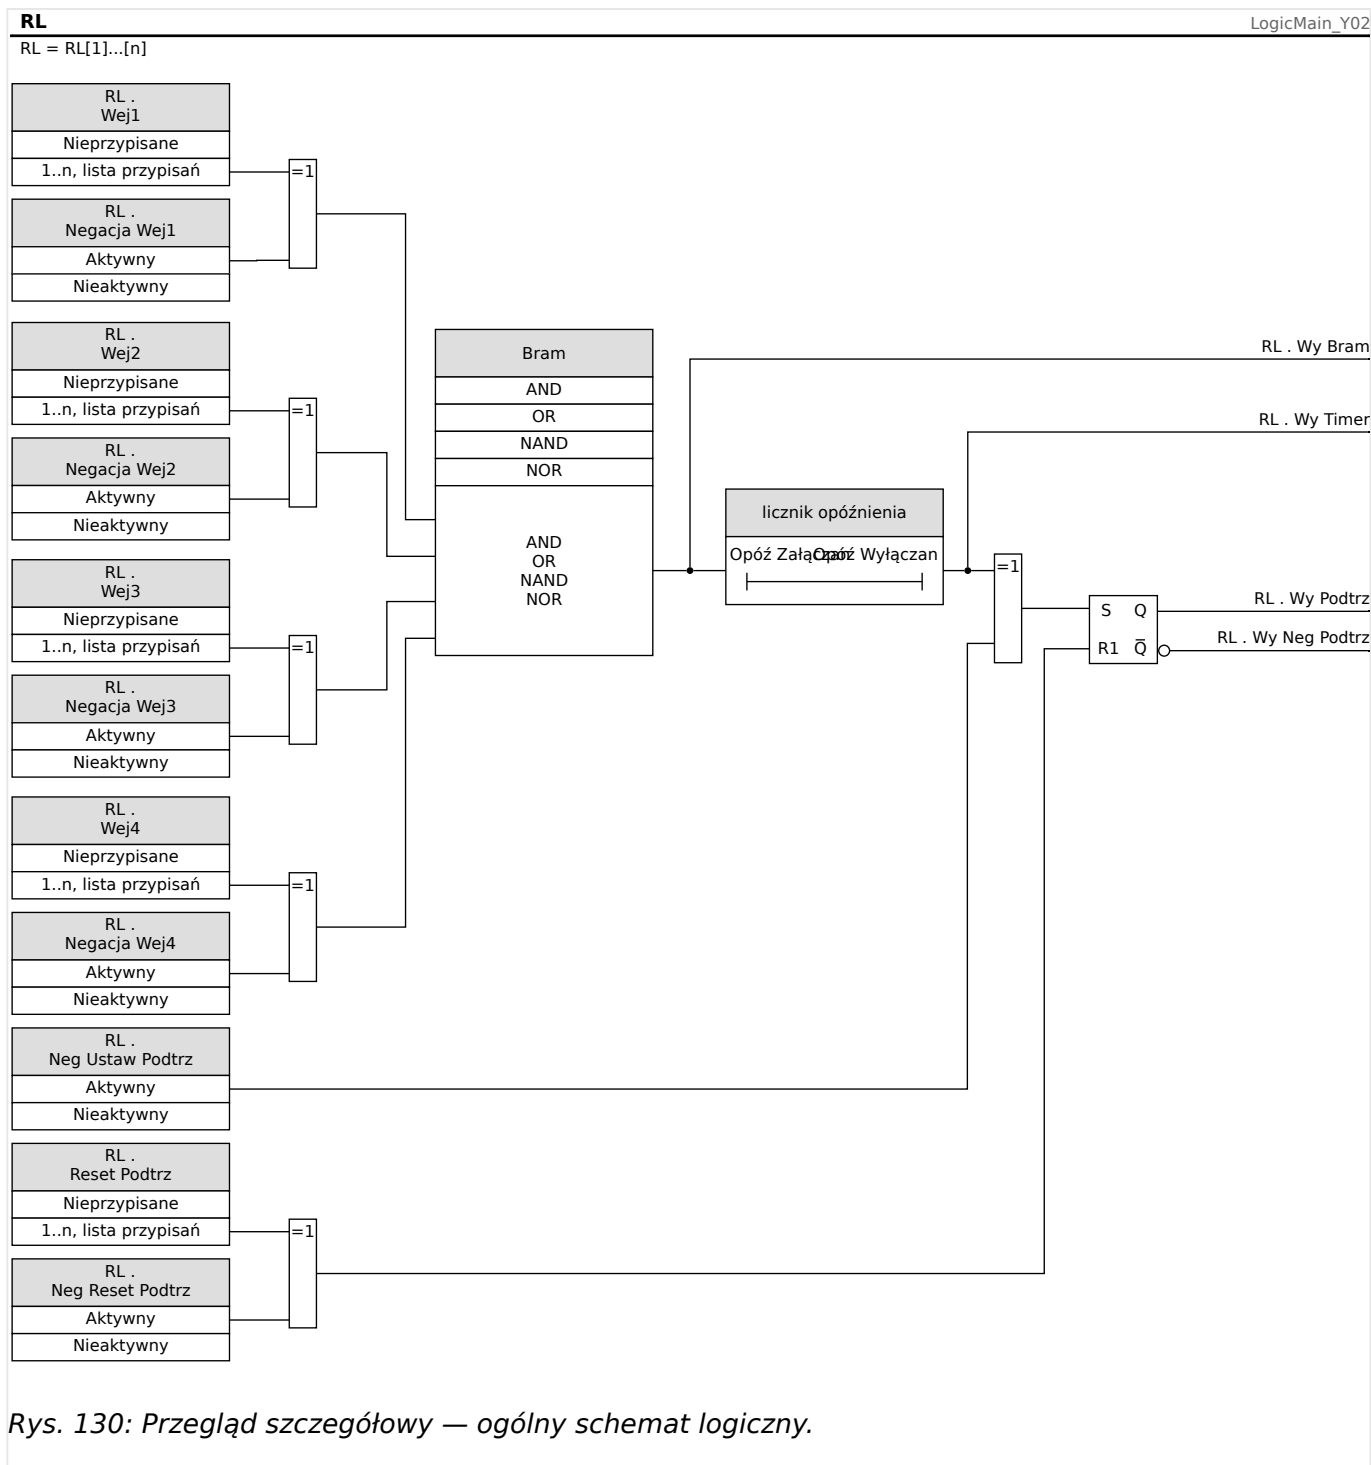 RL
LogicMain_Y02
RL = RL[1]...[n]
RL .
Wej1
Nieprzypisane
1..n, lista przypisań
=1
RL .
Negacja Wej1
Aktywny
Nieaktywny
RL .
Wej2
Nieprzypisane
1..n, lista przypisań
=1
RL .
Negacja Wej2
Aktywny
Nieaktywny
RL .
Wej3
Nieprzypisane
1..n, lista przypisań
=1
RL .
Negacja Wej3
Aktywny
Nieaktywny
RL .
Wej4
Nieprzypisane
1..n, lista przypisań
=1
RL .
Negacja Wej4
Aktywny
Nieaktywny
RL .
Neg Ustaw Podtrz
Aktywny
Nieaktywny
RL .
Reset Podtrz
Nieprzypisane
1..n, lista przypisań
=1
RL .
Neg Reset Podtrz
Aktywny
Nieaktywny
Bram
AND
OR
NAND
NOR
AND
OR
NAND
NOR
licznik opóźnienia
Opóź Załączan
Opóź Wyłączan
=1
S Q
R1 Q̅
RL . Wy Bram
RL . Wy Timer
RL . Wy Podtrz
RL . Wy Neg Podtrz
Rys. 130: Przegląd szczegółowy — ogólny schemat logiczny.